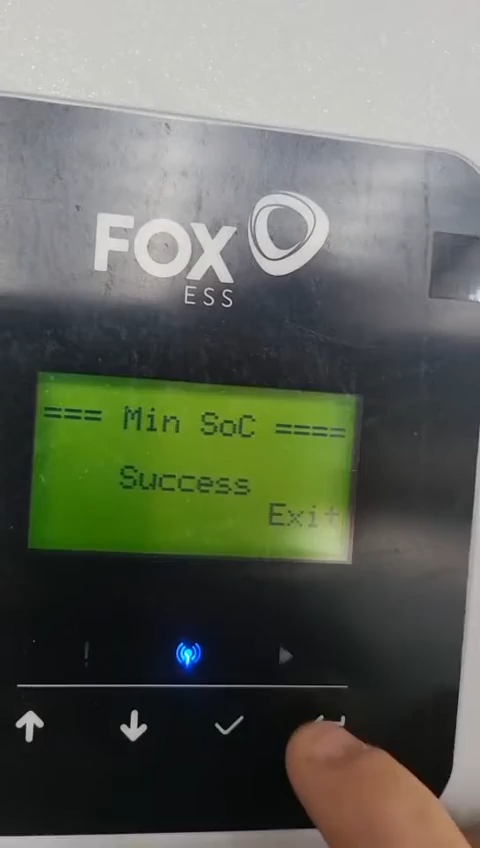 FOX
ESS
=== Min SoC ====
Success
Exit